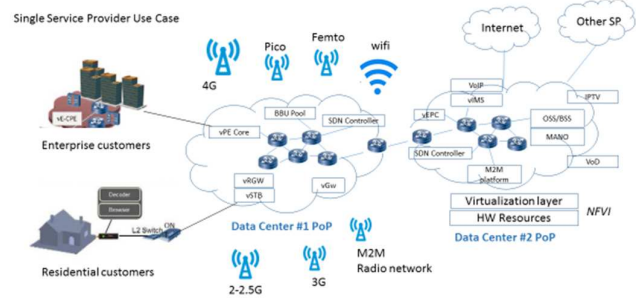 Single Service Provider Use Case
Internet
Other SP
Femto
Pico
wifi
4G
VoIP
vIMS
IPTV
vE-CPE
BBU Pool
vEPC
OSS/BSS
SDN Controller
vPE Core
MANO
Enterprise customers
SDN Controller
VoD
M2M
platform
Decoder
Browser
vRGW
vGw
vSTB
Virtualization layer
HW Resources
NFVI
L2 Switch
ON
Data Center #1 PoP
Data Center #2 PoP
M2M
Radio network
Residential customers
3G
2-2.5G